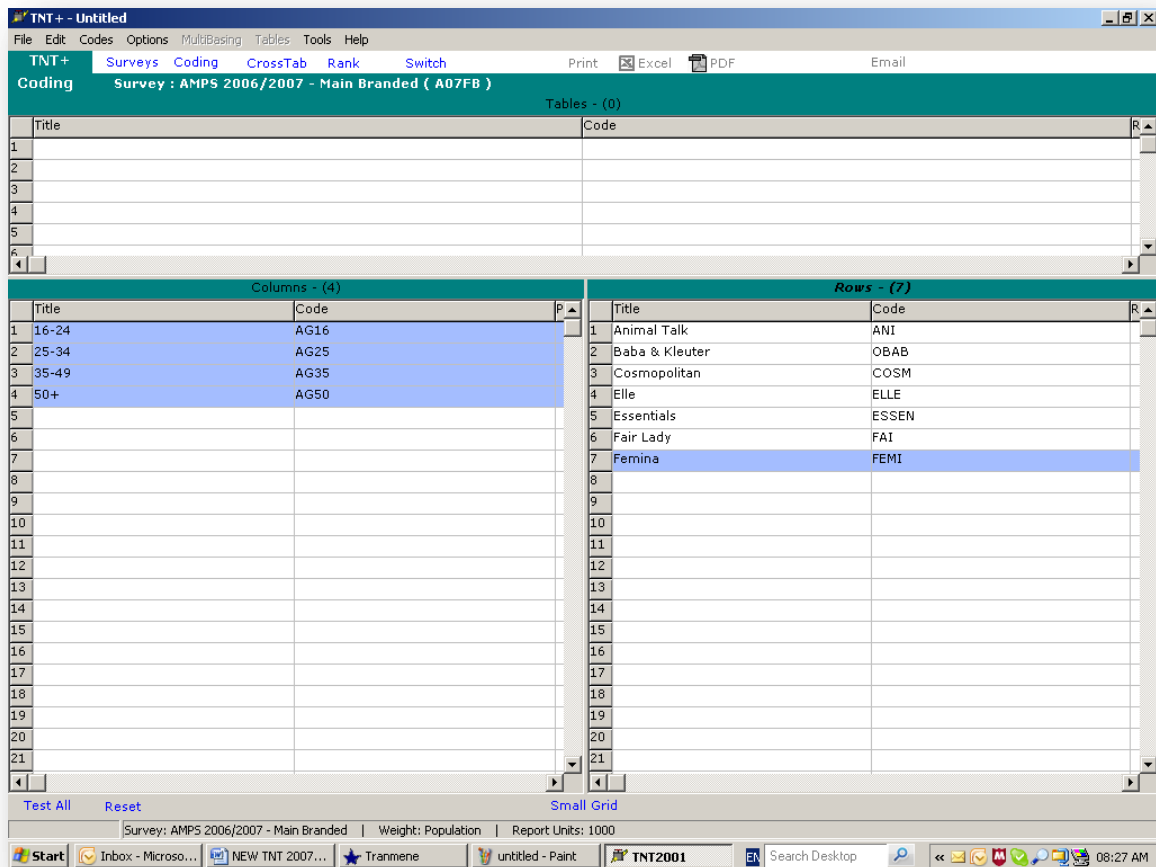 TNT+ - Untitled
File Edit Codes Options MultiBasing Tables Tools Help
TNT+ Surveys Coding CrossTab Rank Switch Print Excel PDF Email
Coding Survey : AMPS 2006/2007 - Main Branded ( A07FB )
Tables - (0)
Title Code R
1
2
3
4
5
6
Columns - (4) Rows - (7)
Title Code P Title Code R
1 16-24 AG16 1 Animal Talk ANI
2 25-34 AG25 2 Baba & Kleuter OBAB
3 35-49 AG35 3 Cosmopolitan COSM
4 50+ AG50 4 Elle ELLE
5 5 Essentials ESSEN
6 6 Fair Lady FAI
7 7 Femina FEMI
8 8
9 9
10 10
11 11
12 12
13 13
14 14
15 15
16 16
17 17
18 18
19 19
20 20
21 21
Test All Reset Small Grid
Survey: AMPS 2006/2007 - Main Branded | Weight: Population | Report Units: 1000
Start Inbox - Microso... NEW TNT 2007... Tranmene untitled - Paint TNT2001 EN Search Desktop « 08:27 AM